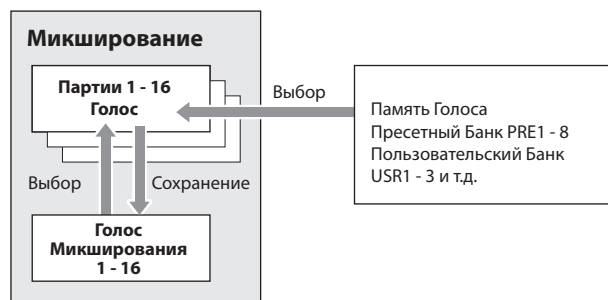 Микширование
Партии 1 - 16
Голос
Выбор
Память Голоса
Пресетный Банк PRE1 - 8
Пользовательский Банк
USR1 - 3 и т.д.
Выбор
Сохранение
Голос
Микширования
1 - 16